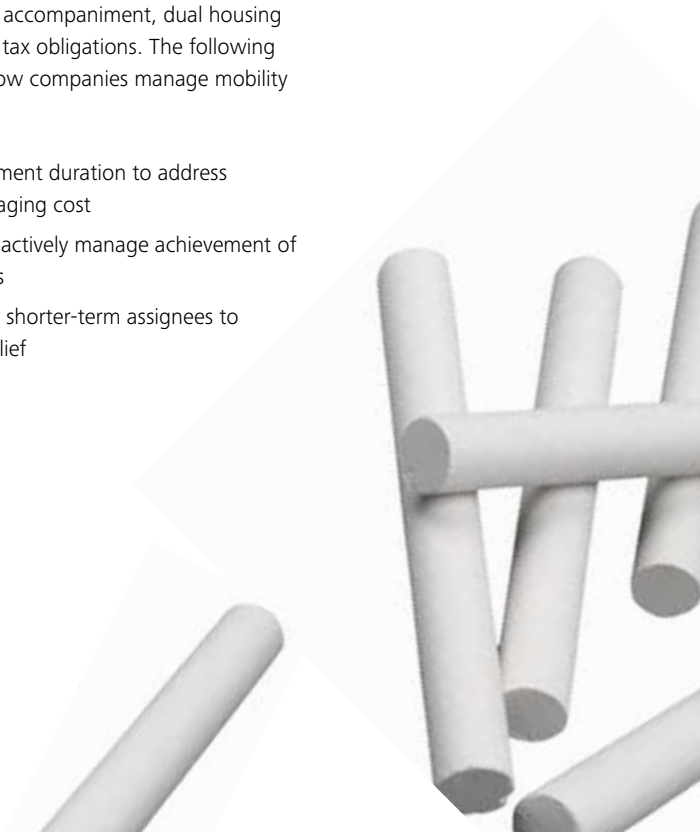 accompaniment, dual housing
tax obligations. The following
ow companies manage mobility
ment duration to address
aging cost
actively manage achievement of
s
shorter-term assignees to
lief